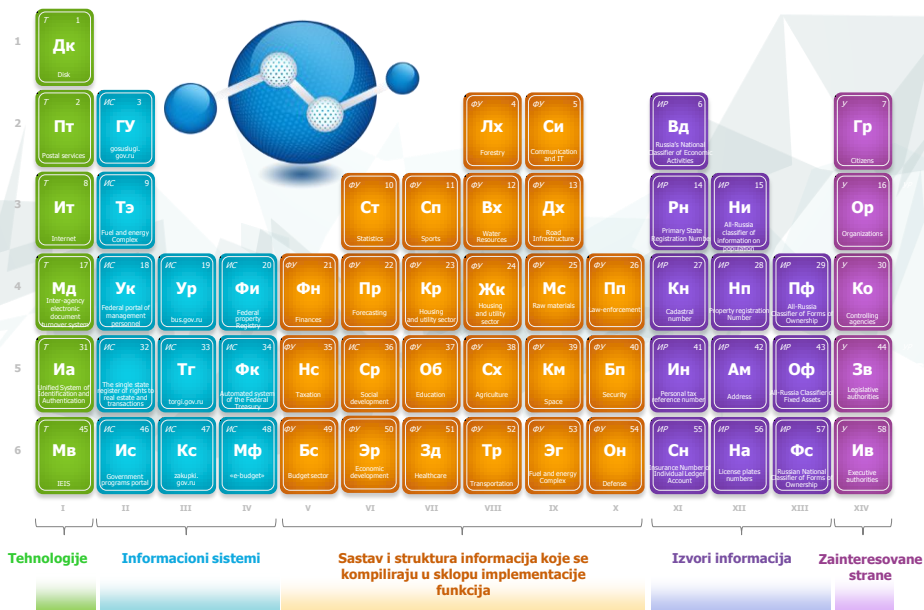 1
T 1
Дк
Disk
2
T 2
Пт
Postal services
ИС 3
ГУ
gosuslugi.
gov.ru
ФУ 4
Лх
Forestry
ФУ 5
Си
Communication
and IT
ИР 6
Вд
Russia's National
Classifier of Economic
Activities
У 7
Гр
Citizens
3
T 8
Ит
Internet
ИС 9
Тэ
Fuel and energy
Complex
ФУ 10
Ст
Statistics
ФУ 11
Сп
Sports
ФУ 12
Вх
Water
Resources
ФУ 13
Дх
Road
Infrastructure
ИР 14
Рн
Primary State
Registration Number
ИР 15
Ни
All-Russia
classifier of
information on
population
У 16
Ор
Organizations
4
T 17
Мд
Inter-agency
electronic
document
turnover system
ИС 18
Ук
Federal portal of
management
personnel
ИС 19
Ур
bus.gov.ru
ИС 20
Фи
Federal
property
Registry
ФУ 21
Фн
Finances
ФУ 22
Пр
Forecasting
ФУ 23
Кр
Housing
and utility sector
ФУ 24
Жк
Housing
and utility
sector
ФУ 25
Мс
Raw materials
ФУ 26
Пп
Law-enforcement
ИР 27
Кн
Cadastral
number
ИР 28
Нп
Property registration
Number
ИР 29
Пф
All-Russia
Classifier of Forms of
Ownership
У 30
Ко
Controlling
agencies
5
T 31
Иа
Unified System of
Identification and
Authentication
ИС 32
The single state
register of rights to
real estate and
transactions
ИС 33
Тг
torgi.gov.ru
ИС 34
Фк
Automated system
of the Federal
Treasury
ФУ 35
Нс
Taxation
ИС 36
Ср
Social
development
ФУ 37
Об
Education
ФУ 38
Сх
Agriculture
ФУ 39
Км
Space
ФУ 40
Бп
Security
ИР 41
Ин
Personal tax
reference number
ИР 42
Ам
Address
ИР 43
Оф
All-Russia Classifier of
Fixed Assets
У 44
Зв
Legislative
authorities
6
T 45
Мв
IEIS
ИС 46
Ис
Government
programs portal
ИС 47
Кс
zakupki.
gov.ru
ИС 48
Мф
«e-budget»
ФУ 49
Бс
Budget sector
ФУ 50
Эр
Economic
development
ФУ 51
Зд
Healthcare
ФУ 52
Тр
Transportation
ФУ 53
Эг
Fuel and energy
Complex
ФУ 54
Он
Defense
ИР 55
Сн
Insurance Number of
Individual Ledger
Account
ИР 56
На
License plates
numbers
ИР 57
Фс
Russian National
Classifier of Forms of
Ownership
У 58
Ив
Executive
authorities
I II III IV V VI VII VIII IX X XI XII XIII XIV
Tehnologije
Informacioni sistemi
Sastav i struktura informacija koje se
kompiliraju u sklopu implementacije
funkcija
Izvori informacija
Zainteresovane
strane